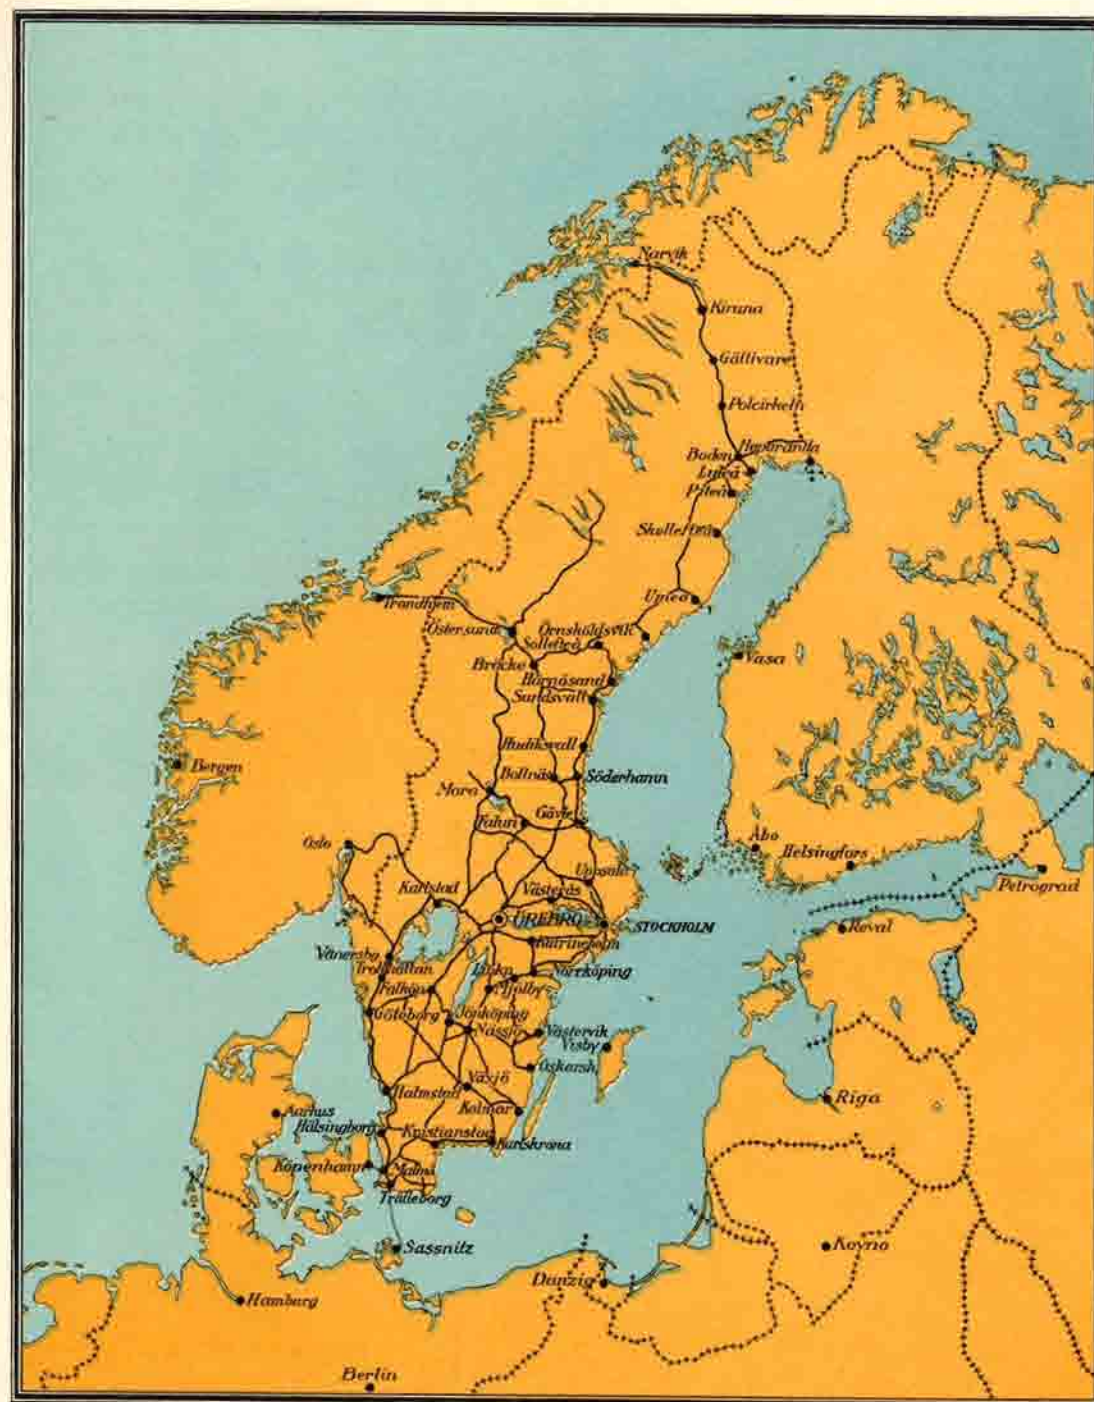 Narvik
Kiruna
Gällivare
Polcirkeln
Haparanda
Boden
Luleå
Piteå
Skellefteå
Umeå
Trondhjem
Östersund
Örnsköldsvik
Sollefteå
Vasa
Bräcke
Härnösand
Sundsvall
Hudiksvall
Bergen
Bollnäs
Söderhamn
Mora
Gävle
Falun
Oslo
Åbo
Helsingfors
Uppsala
Petrograd
Karlstad
Västerås
ÖREBRO
STOCKHOLM
Reval
Katrineholm
Vänersbg
Trollhättan
Linkp.
Norrköping
Falköp.
Mjölby
Göteborg
Jönköping
Nässjö
Västervik
Visby
Oskarsh.
Växjö
Halmstad
Riga
Kalmar
Aarhus
Hälsingborg
Kristianstad
Karlskrona
Köpenhamn
Malmö
Trälleborg
Sassnitz
Kovno
Danzig
Hamburg
Berlin